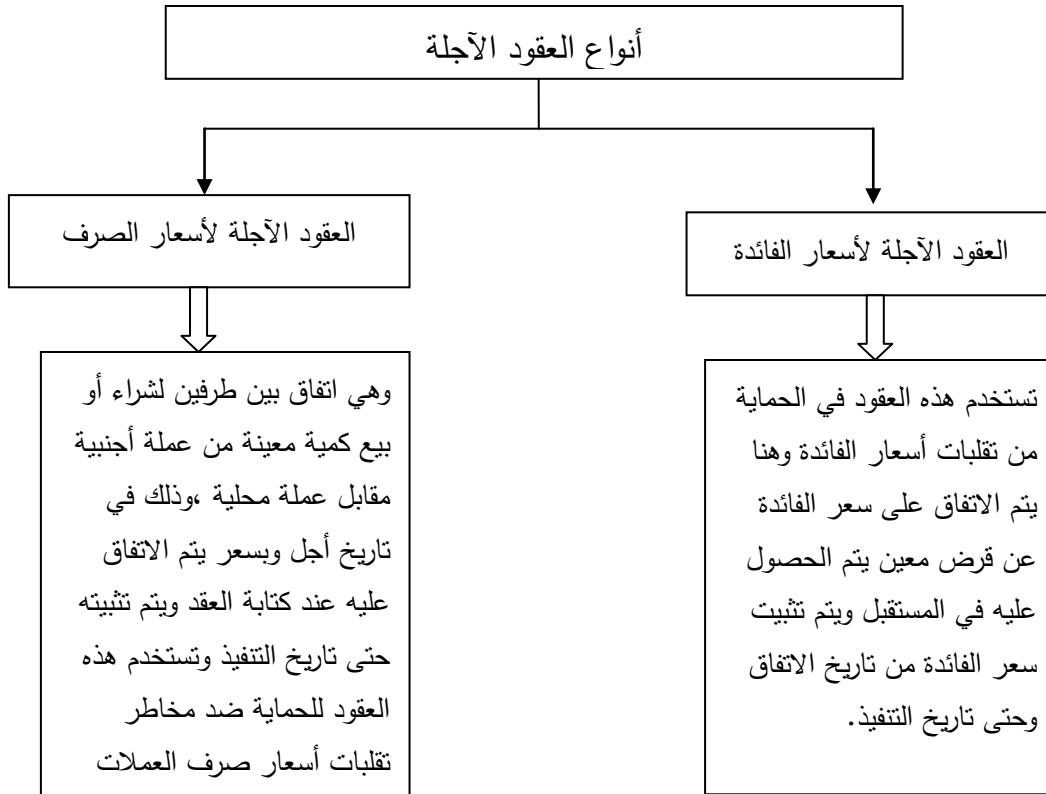 أنواع العقود الآجلة
العقود الآجلة لأسعار الفائدة
تستخدم هذه العقود في الحماية
من تقلبات أسعار الفائدة وهنا
يتم الاتفاق على سعر الفائدة
عن قرض معين يتم الحصول
عليه في المستقبل ويتم تثبيت
سعر الفائدة من تاريخ الاتفاق
وحتى تاريخ التنفيذ.
العقود الآجلة لأسعار الصرف
وهي اتفاق بين طرفين لشراء أو
بيع كمية معينة من عملة أجنبية
مقابل عملة محلية ،وذلك في
تاريخ أجل وبسعر يتم الاتفاق
عليه عند كتابة العقد ويتم تثبيته
حتى تاريخ التنفيذ وتستخدم هذه
العقود للحماية ضد مخاطر
تقلبات أسعار صرف العملات